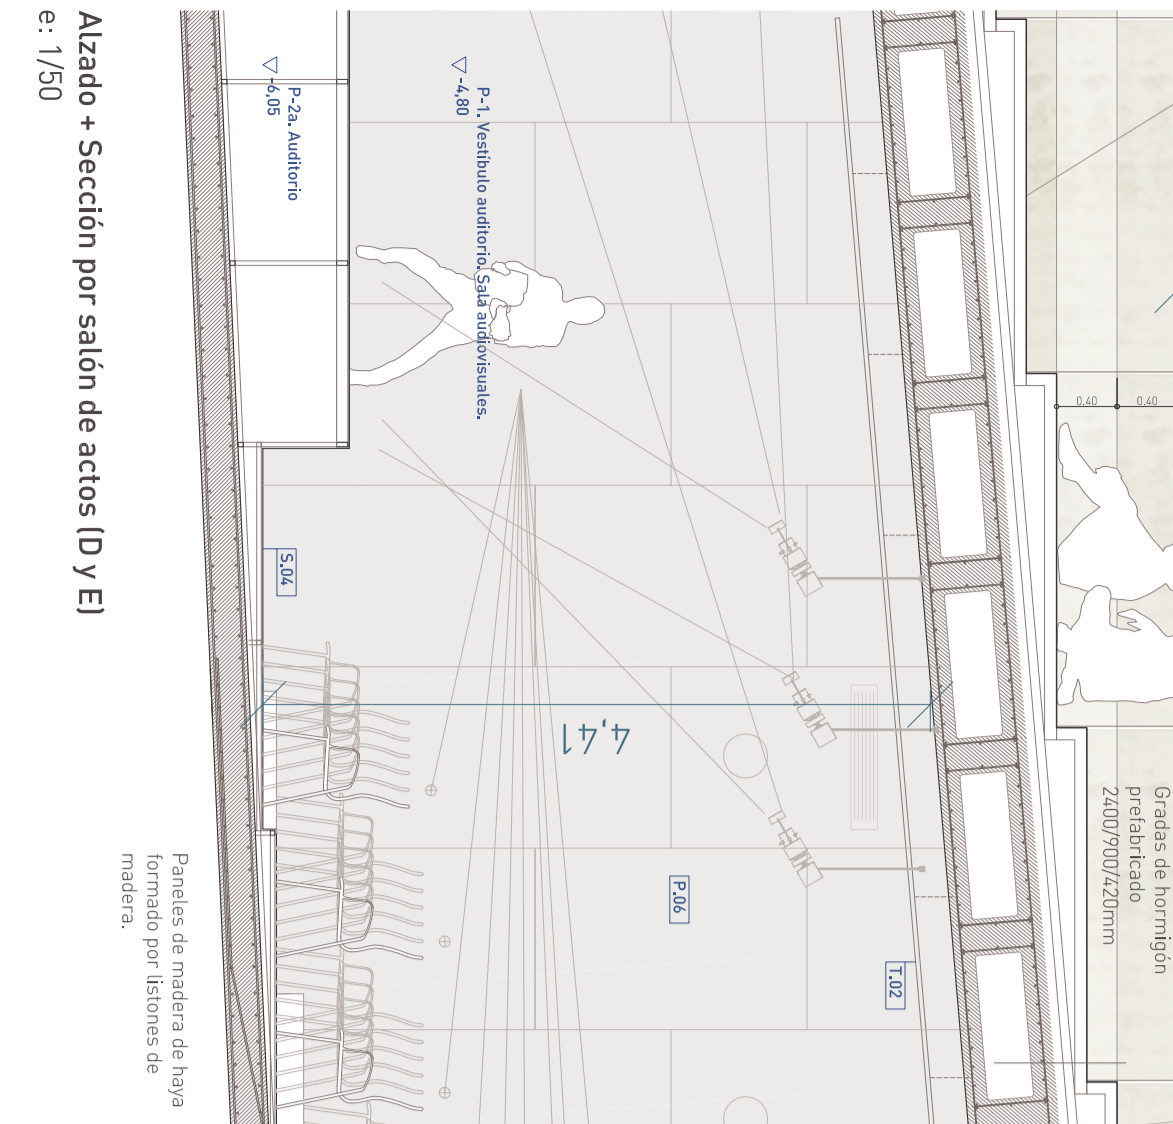 Alzado + Sección por salón de actos (D y E)
e: 1/50
P-1. Vestíbulo auditorio. Sala audiovisuales.
▽ -4,80
P-2a. Auditorio
▽ -6,05
S.04
4,41
P.06
T.02
0.40
0.40
Gradas de hormigón
prefabricado
2400/900/420mm
Paneles de madera de haya
formado por listones de
madera.